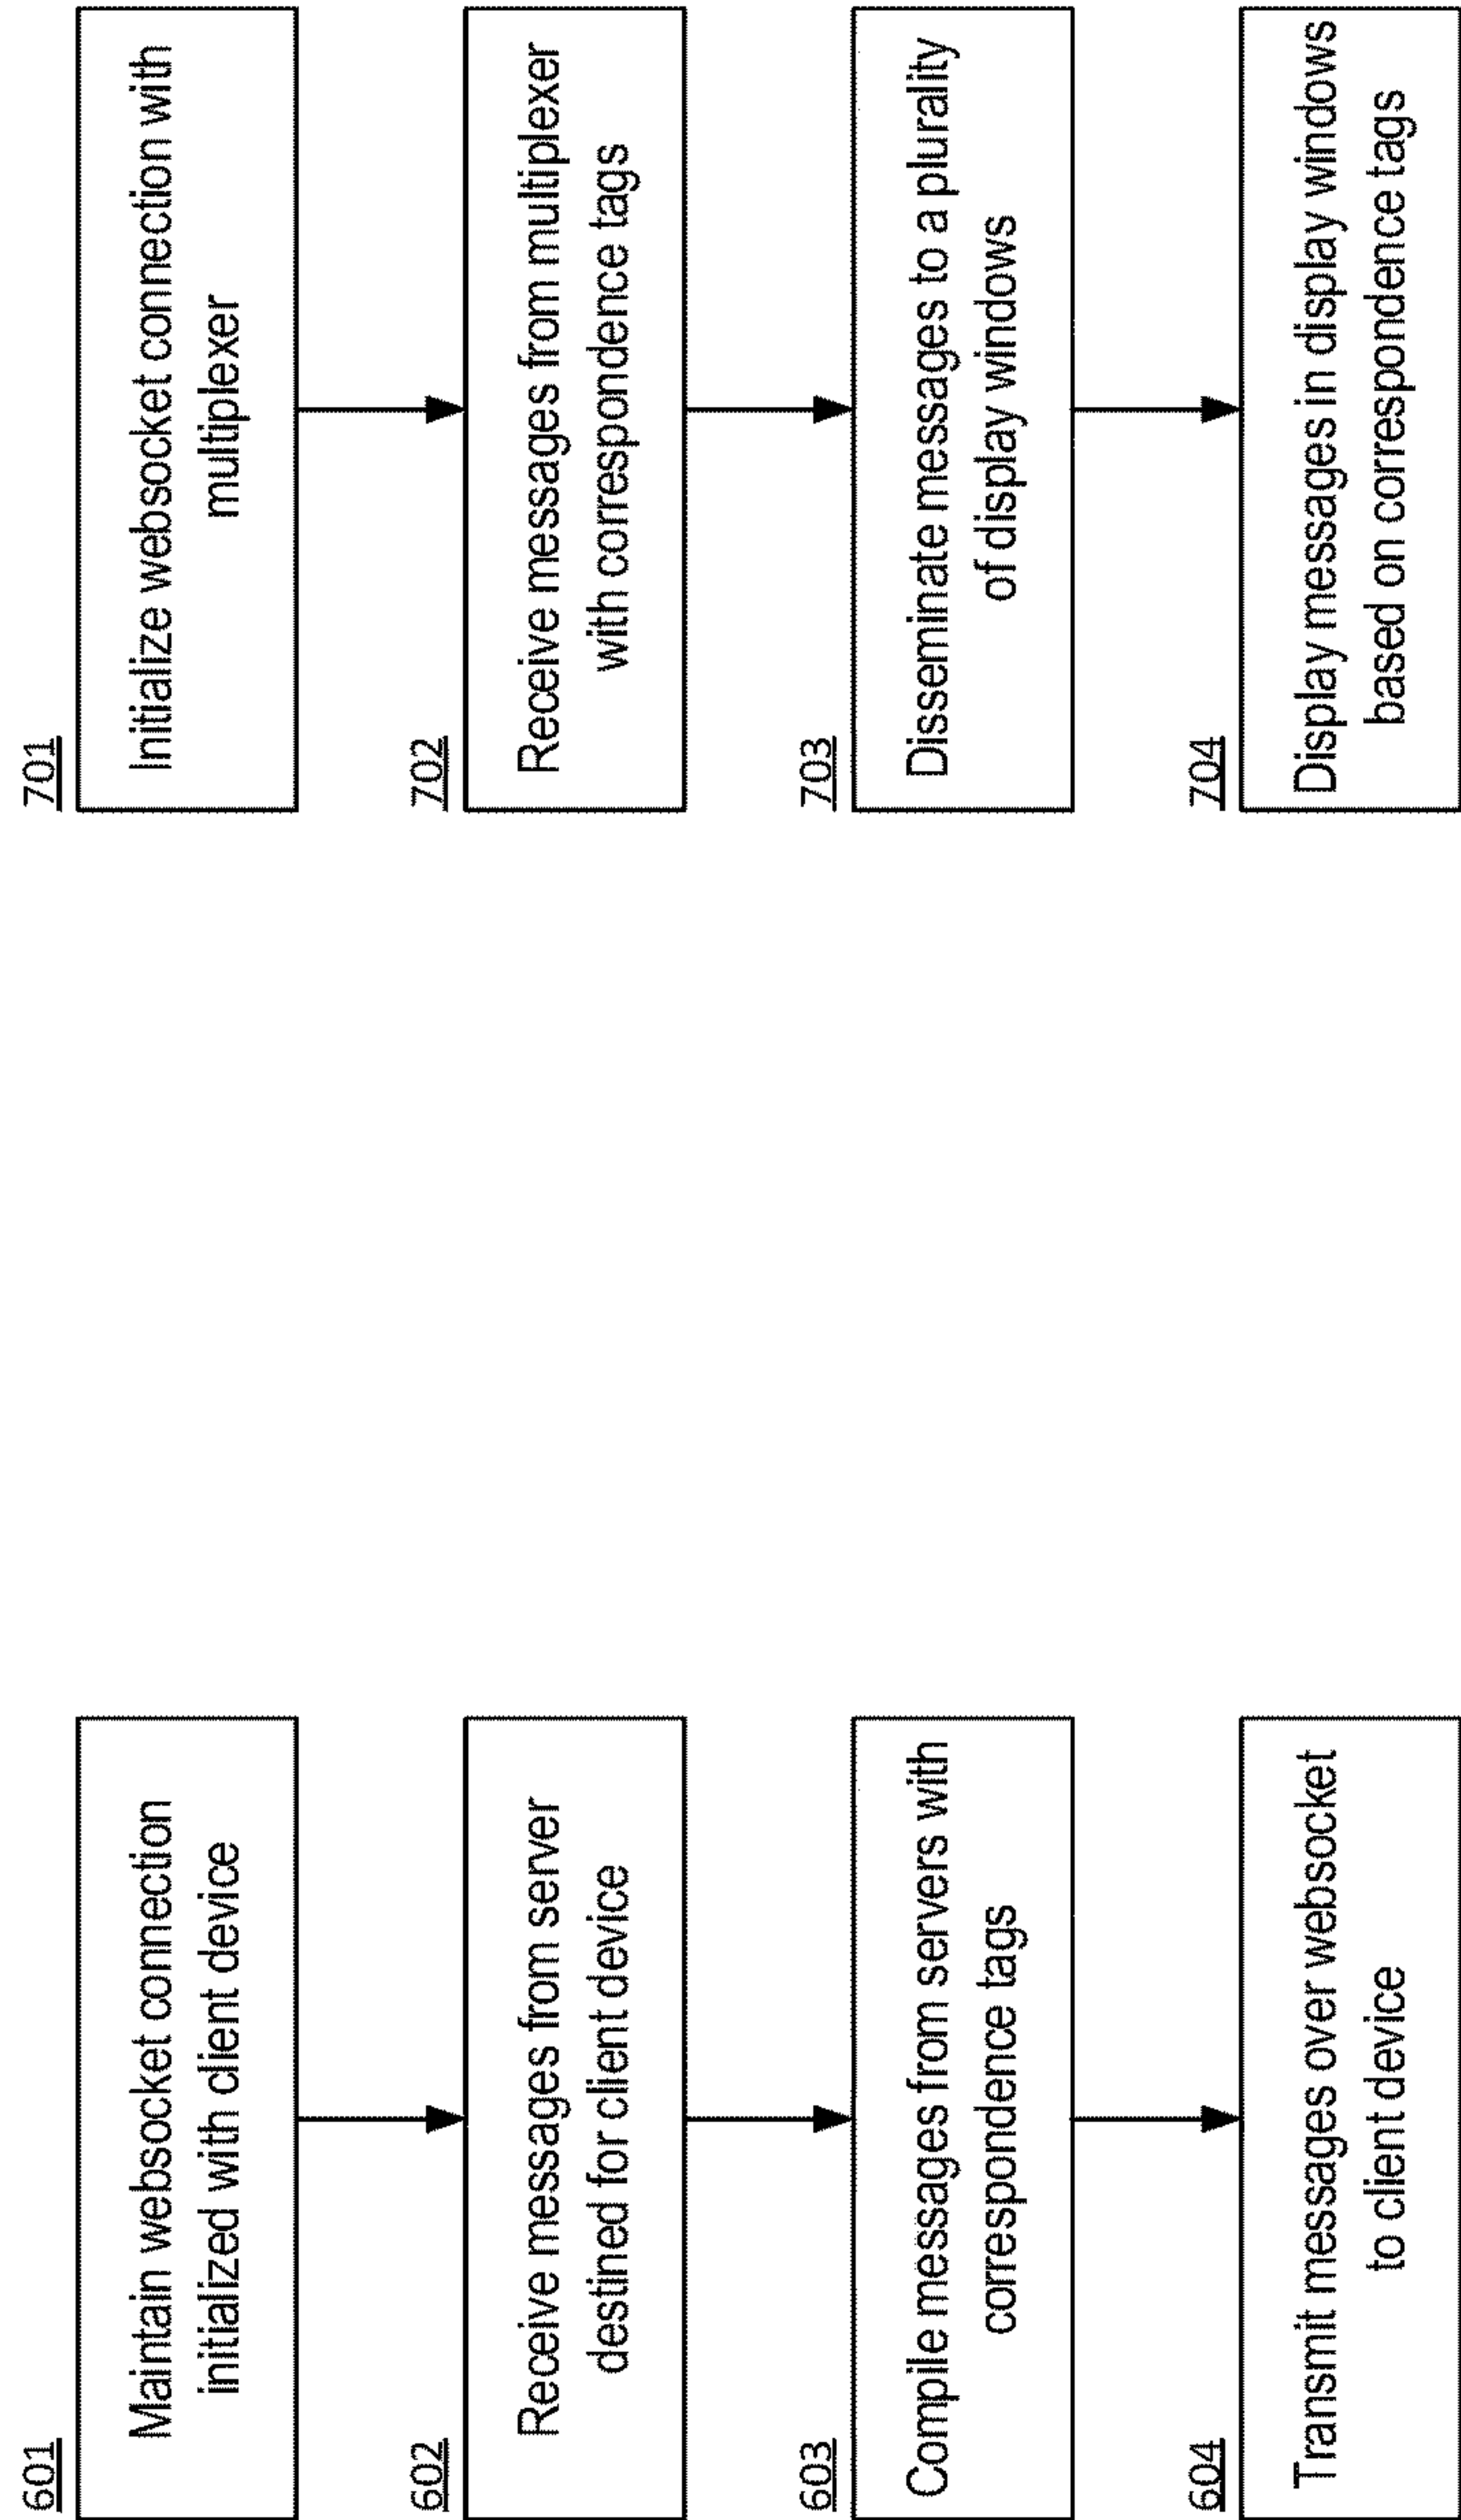 601
Maintain websocket connection
initialized with client device
602
Receive messages from server
destined for client device
603
Compile messages from servers with
correspondence tags
604
Transmit messages over websocket
to client device
701
Initialize websocket connection with
multiplexer
702
Receive messages from multiplexer
with correspondence tags
703
Disseminate messages to a plurality
of display windows
704
Display messages in display windows
based on correspondence tags